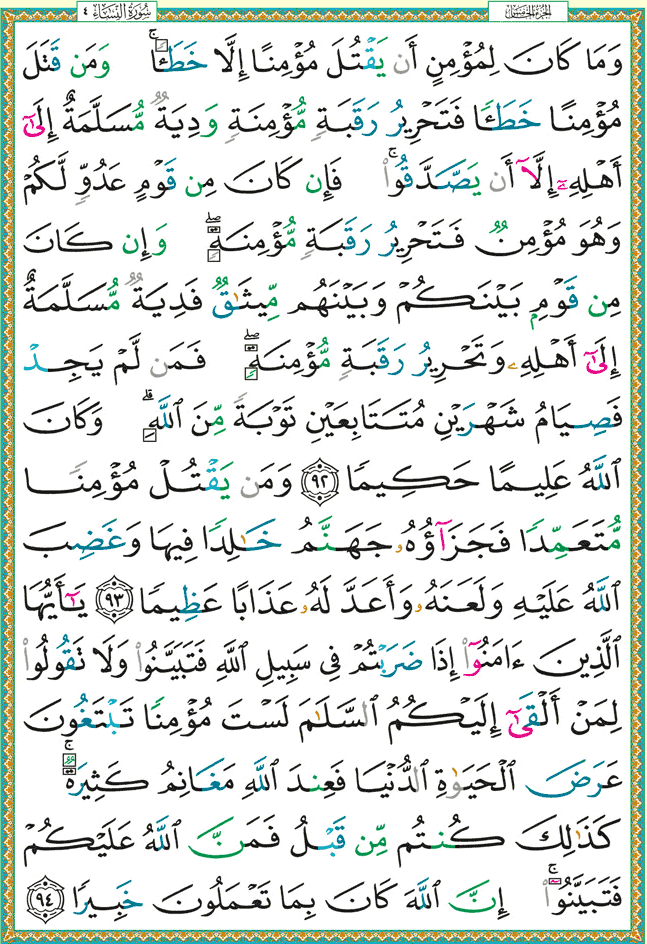 الجزء الخامس
سورة النساء ٤
وَمَا كَانَ لِمُؤْمِنٍ أَن يَقْتُلَ مُؤْمِنًا إِلَّا خَطَـًٔا ۚ وَمَن قَتَلَ
مُؤْمِنًا خَطَـًٔا فَتَحْرِيرُ رَقَبَةٍ مُّؤْمِنَةٍ وَدِيَةٌ مُّسَلَّمَةٌ إِلَىٰٓ
أَهْلِهِۦٓ إِلَّآ أَن يَصَّدَّقُوا۟ ۚ فَإِن كَانَ مِن قَوْمٍ عَدُوٍّ لَّكُمْ
وَهُوَ مُؤْمِنٌ فَتَحْرِيرُ رَقَبَةٍ مُّؤْمِنَةٍ ۖ وَإِن كَانَ
مِن قَوْمٍۭ بَيْنَكُمْ وَبَيْنَهُم مِّيثَـٰقٌ فَدِيَةٌ مُّسَلَّمَةٌ
إِلَىٰٓ أَهْلِهِۦ وَتَحْرِيرُ رَقَبَةٍ مُّؤْمِنَةٍ ۖ فَمَن لَّمْ يَجِدْ
فَصِيَامُ شَهْرَيْنِ مُتَتَابِعَيْنِ تَوْبَةً مِّنَ ٱللَّهِ ۗ وَكَانَ
ٱللَّهُ عَلِيمًا حَكِيمًا ٩٢ وَمَن يَقْتُلْ مُؤْمِنًا
مُّتَعَمِّدًا فَجَزَآؤُهُۥ جَهَنَّمُ خَـٰلِدًا فِيهَا وَغَضِبَ
ٱللَّهُ عَلَيْهِ وَلَعَنَهُۥ وَأَعَدَّ لَهُۥ عَذَابًا عَظِيمًا ٩٣ يَـٰٓأَيُّهَا
ٱلَّذِينَ ءَامَنُوٓا۟ إِذَا ضَرَبْتُمْ فِى سَبِيلِ ٱللَّهِ فَتَبَيَّنُوا۟ وَلَا تَقُولُوا۟
لِمَنْ أَلْقَىٰٓ إِلَيْكُمُ ٱلسَّلَـٰمَ لَسْتَ مُؤْمِنًا تَبْتَغُونَ
عَرَضَ ٱلْحَيَوٰةِ ٱلدُّنْيَا فَعِندَ ٱللَّهِ مَغَانِمُ كَثِيرَةٌ ۚ
كَذَٰلِكَ كُنتُم مِّن قَبْلُ فَمَنَّ ٱللَّهُ عَلَيْكُمْ
فَتَبَيَّنُوٓا۟ ۚ إِنَّ ٱللَّهَ كَانَ بِمَا تَعْمَلُونَ خَبِيرًا ٩٤